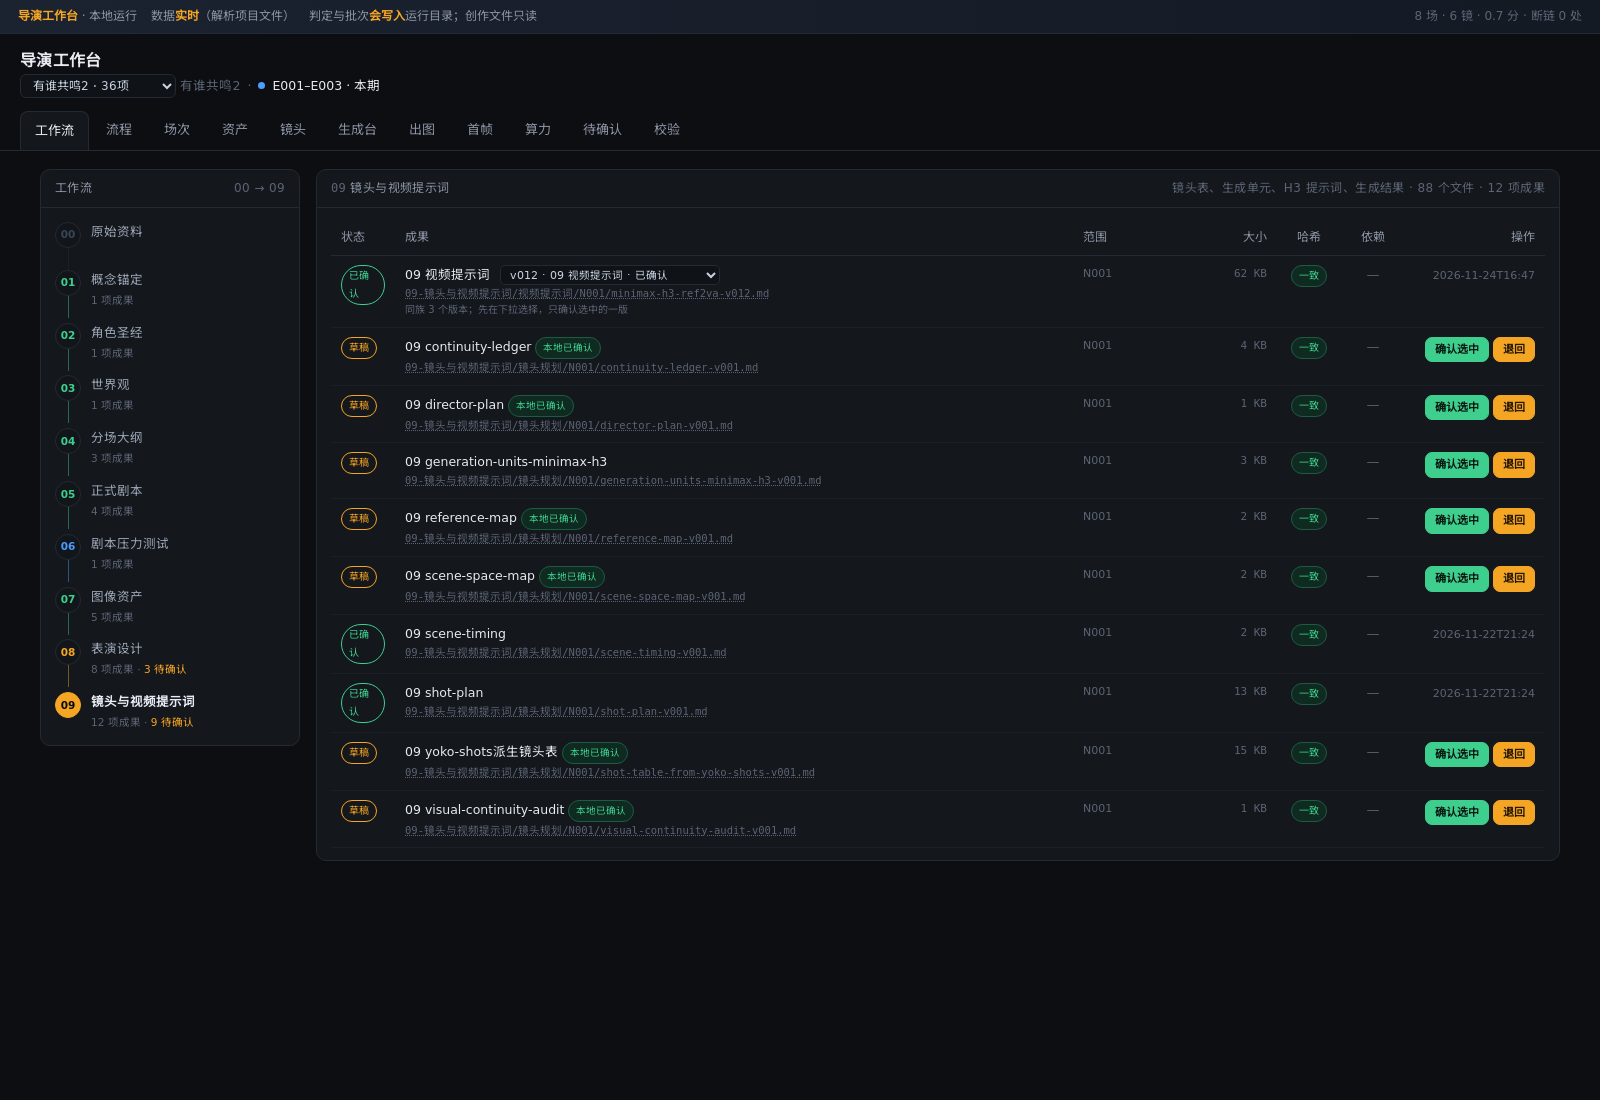 导演工作台 · 本地运行 数据实时（解析项目文件） 判定与批次会写入运行目录；创作文件只读 8 场 · 6 镜 · 0.7 分 · 断链 0 处
导演工作台
有谁共鸣2 · 36项 有谁共鸣2 · E001–E003 · 本期
工作流 流程 场次 资产 镜头 生成台 出图 首帧 算力 待确认 校验
工作流 00 → 09
00 原始资料
01 概念锚定
1 项成果
02 角色圣经
1 项成果
03 世界观
1 项成果
04 分场大纲
3 项成果
05 正式剧本
4 项成果
06 剧本压力测试
1 项成果
07 图像资产
5 项成果
08 表演设计
8 项成果 · 3 待确认
09 镜头与视频提示词
12 项成果 · 9 待确认
09 镜头与视频提示词 镜头表、生成单元、H3 提示词、生成结果 · 88 个文件 · 12 项成果
状态 成果 范围 大小 哈希 依赖 操作
已确认 09 视频提示词 v012 · 09 视频提示词 · 已确认 N001 62 KB 一致 — 2026-11-24T16:47
09-镜头与视频提示词/视频提示词/N001/minimax-h3-ref2va-v012.md
同族 3 个版本；先在下拉选择，只确认选中的一版
草稿 09 continuity-ledger 本地已确认 N001 4 KB 一致 — 确认选中 退回
09-镜头与视频提示词/镜头规划/N001/continuity-ledger-v001.md
草稿 09 director-plan 本地已确认 N001 1 KB 一致 — 确认选中 退回
09-镜头与视频提示词/镜头规划/N001/director-plan-v001.md
草稿 09 generation-units-minimax-h3 N001 3 KB 一致 — 确认选中 退回
09-镜头与视频提示词/镜头规划/N001/generation-units-minimax-h3-v001.md
草稿 09 reference-map 本地已确认 N001 2 KB 一致 — 确认选中 退回
09-镜头与视频提示词/镜头规划/N001/reference-map-v001.md
草稿 09 scene-space-map 本地已确认 N001 2 KB 一致 — 确认选中 退回
09-镜头与视频提示词/镜头规划/N001/scene-space-map-v001.md
已确认 09 scene-timing N001 2 KB 一致 — 2026-11-22T21:24
09-镜头与视频提示词/镜头规划/N001/scene-timing-v001.md
已确认 09 shot-plan N001 13 KB 一致 — 2026-11-22T21:24
09-镜头与视频提示词/镜头规划/N001/shot-plan-v001.md
草稿 09 yoko-shots派生镜头表 本地已确认 N001 15 KB 一致 — 确认选中 退回
09-镜头与视频提示词/镜头规划/N001/shot-table-from-yoko-shots-v001.md
草稿 09 visual-continuity-audit 本地已确认 N001 1 KB 一致 — 确认选中 退回
09-镜头与视频提示词/镜头规划/N001/visual-continuity-audit-v001.md